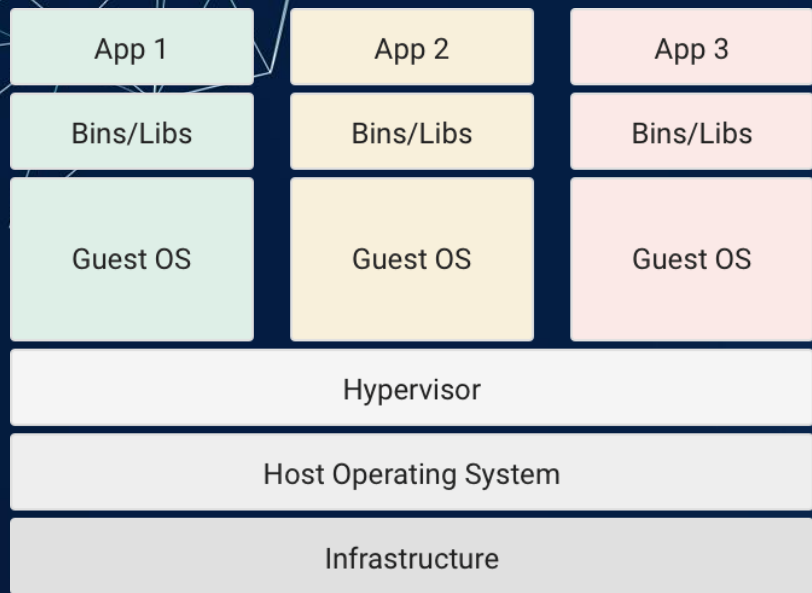 App 1
App 2
App 3
Bins/Libs
Bins/Libs
Bins/Libs
Guest OS
Guest OS
Guest OS
Hypervisor
Host Operating System
Infrastructure